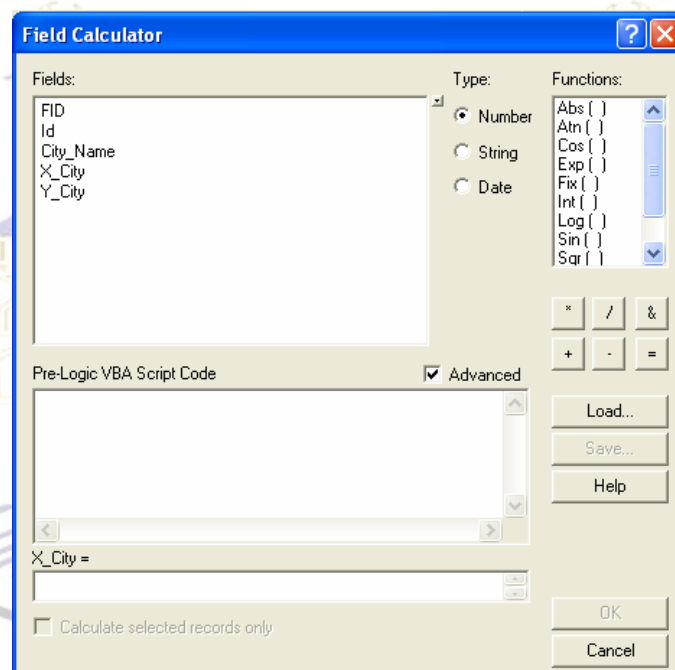 Field Calculator
Fields:
FID
Id
City_Name
X_City
Y_City
Type:
Number
String
Date
Functions:
Abs ( )
Atn ( )
Cos ( )
Exp ( )
Fix ( )
Int ( )
Log ( )
Sin ( )
Sqr ( )
* / &
+ - =
Pre-Logic VBA Script Code
Advanced
Load...
Save...
Help
X_City =
Calculate selected records only
OK
Cancel